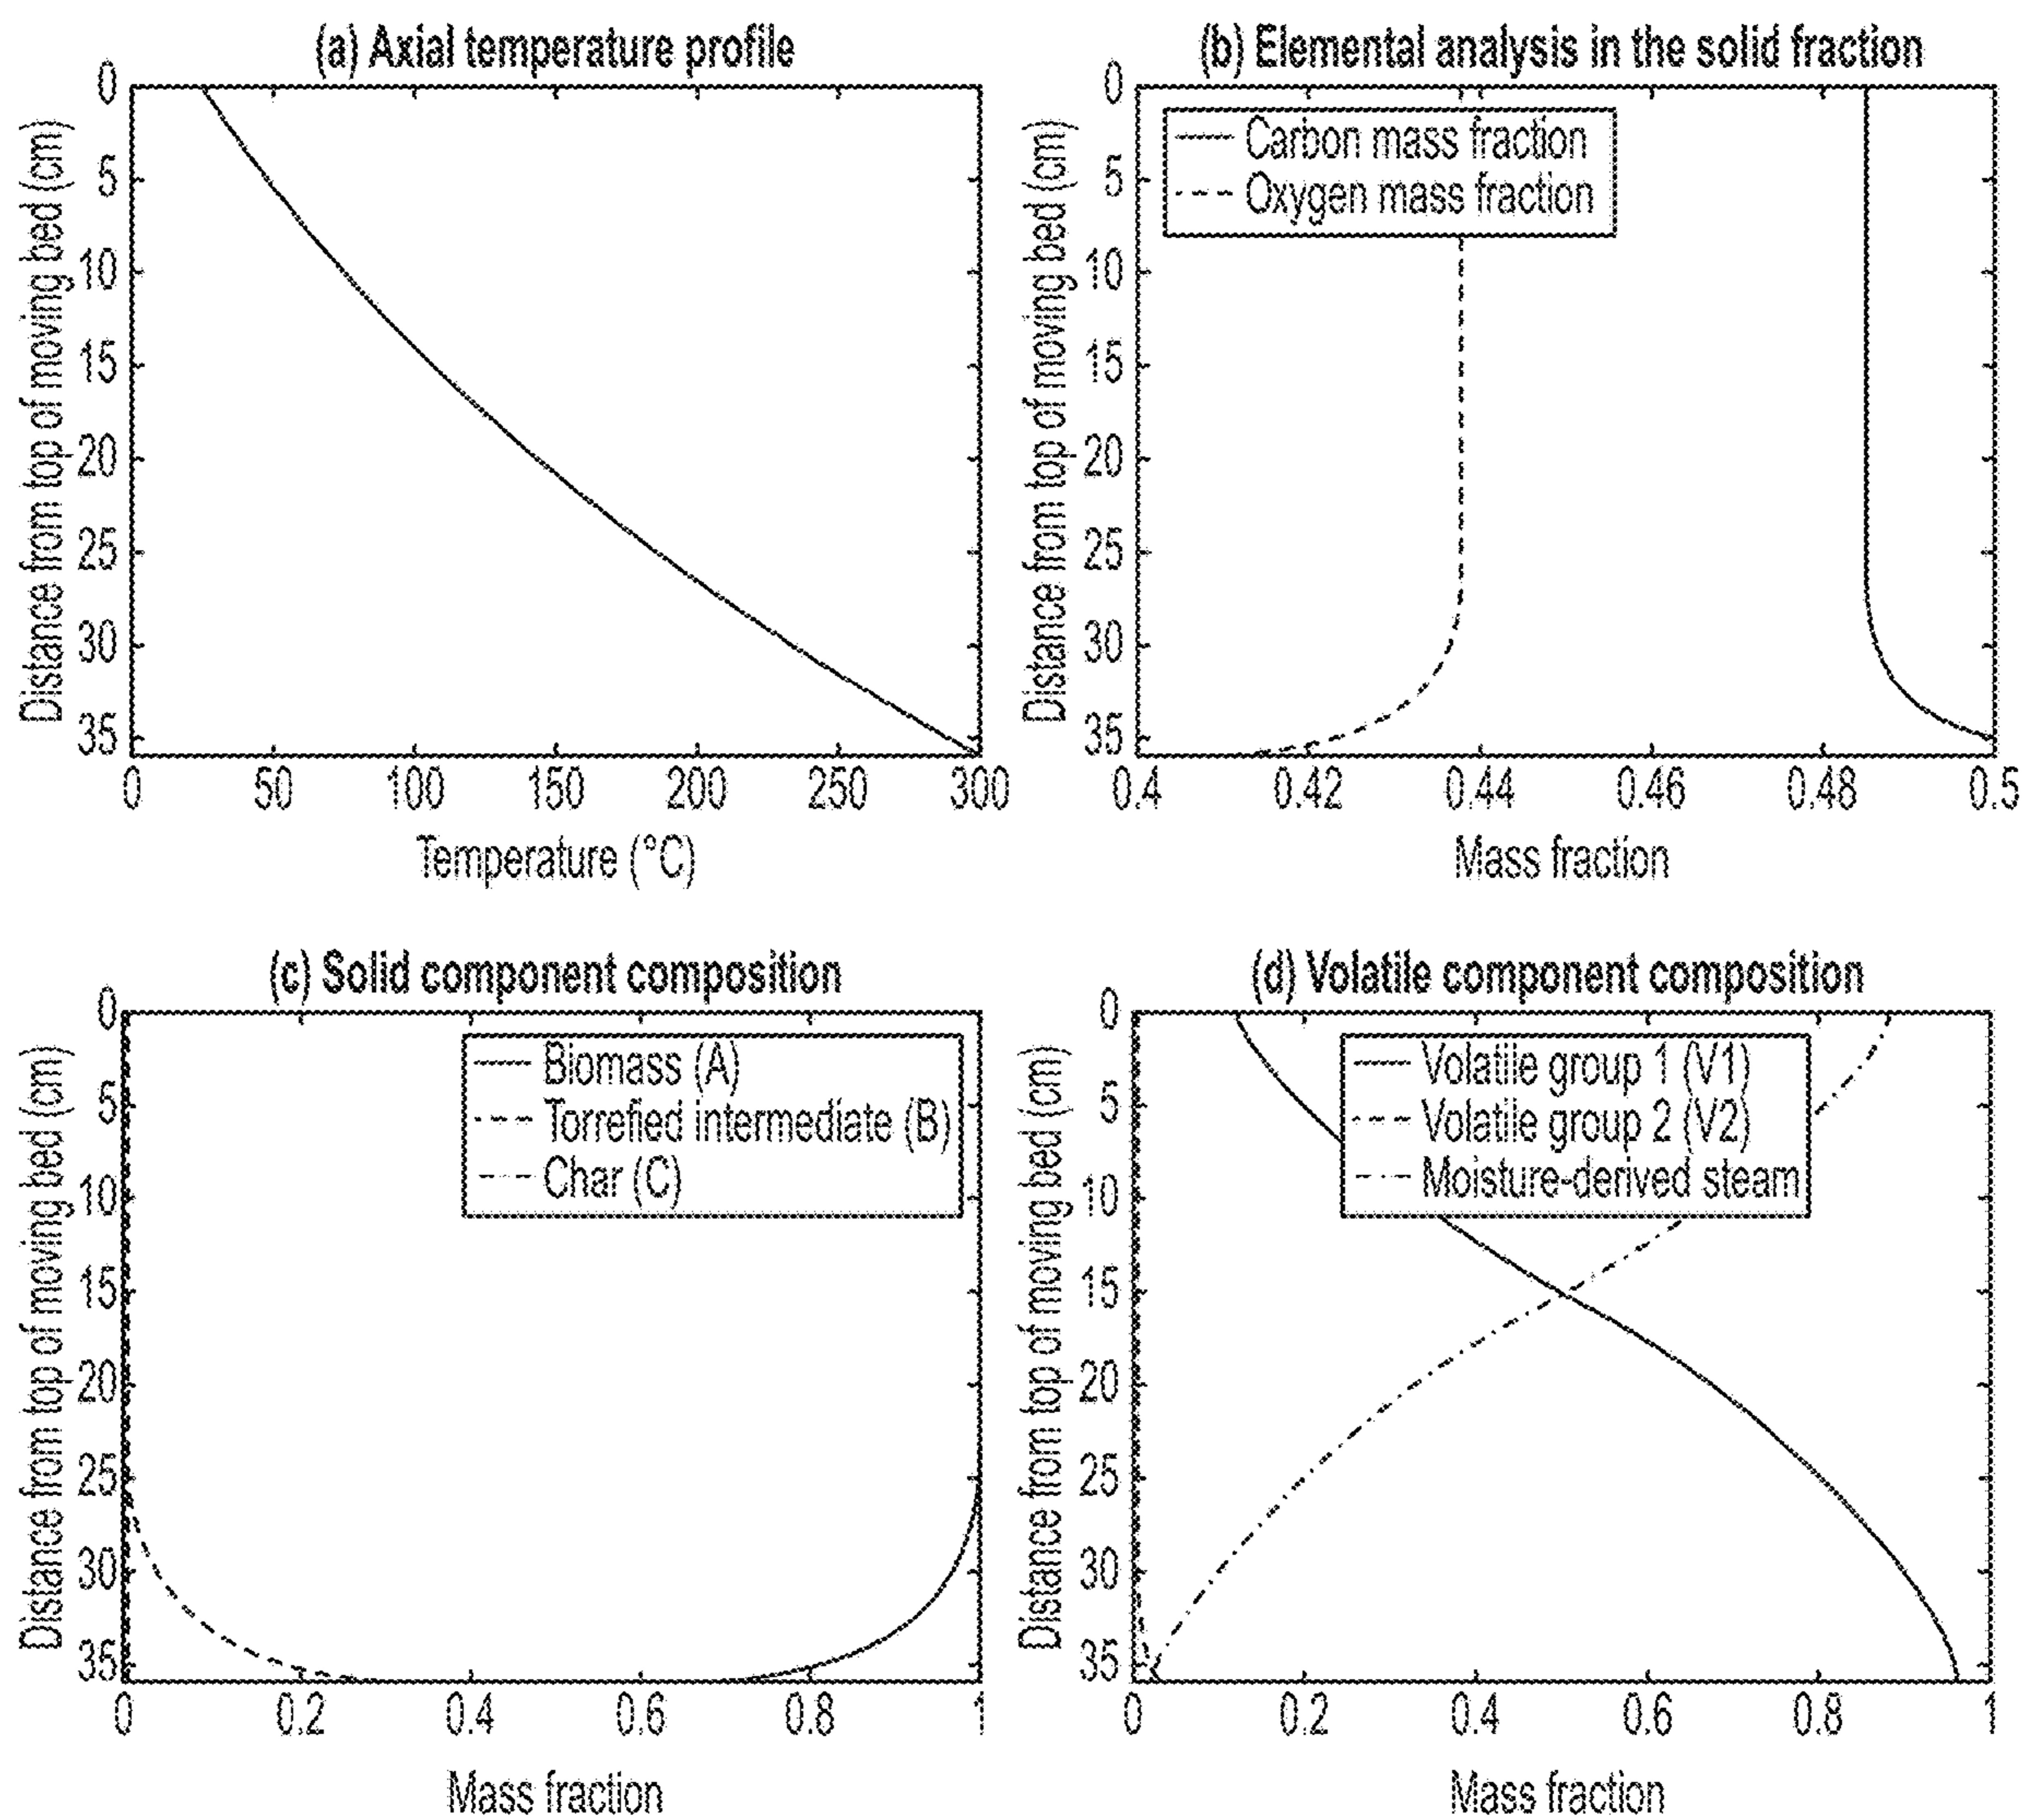 (a) Axial temperature profile
Distance from top of moving bed (cm)
0
5
10
15
20
25
30
35
0 50 100 150 200 250 300
Temperature (°C)
(b) Elemental analysis in the solid fraction
Distance from top of moving bed (cm)
0
5
10
15
20
25
30
35
Carbon mass fraction
Oxygen mass fraction
0.4 0.42 0.44 0.46 0.48 0.5
Mass fraction
(c) Solid component composition
Distance from top of moving bed (cm)
0
5
10
15
20
25
30
35
Biomass (A)
Torrefied intermediate (B)
Char (C)
0 0.2 0.4 0.6 0.8 1
Mass fraction
(d) Volatile component composition
Distance from top of moving bed (cm)
0
5
10
15
20
25
30
35
Volatile group 1 (V1)
Volatile group 2 (V2)
Moisture-derived steam
0 0.2 0.4 0.6 0.8 1
Mass fraction